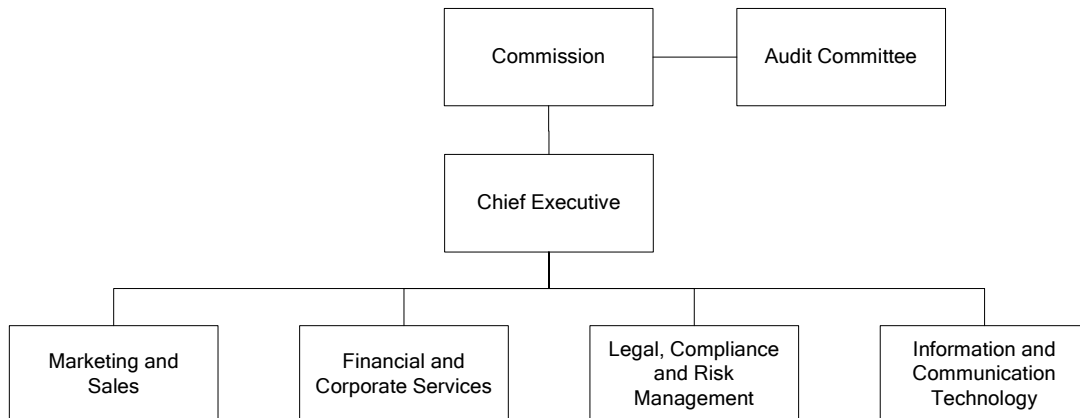 Commission
Audit Committee
Chief Executive
Marketing and
Sales
Financial and
Corporate Services
Legal, Compliance
and Risk
Management
Information and
Communication
Technology